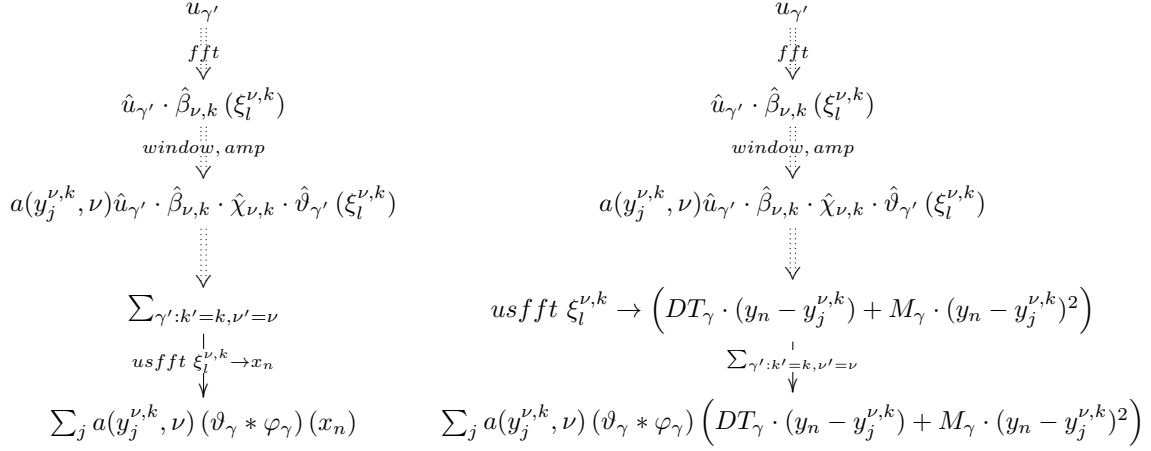 u_{γ'}
fft
û_{γ'} · β̂_{ν,k} (ξ_l^{ν,k})
window, amp
a(y_j^{ν,k}, ν)û_{γ'} · β̂_{ν,k} · χ̂_{ν,k} · ϑ̂_{γ'} (ξ_l^{ν,k})
∑_{γ':k'=k,ν'=ν}
usfft ξ_l^{ν,k}→x_n
∑_j a(y_j^{ν,k}, ν) (ϑ_γ ∗ φ_γ) (x_n)
u_{γ'}
fft
û_{γ'} · β̂_{ν,k} (ξ_l^{ν,k})
window, amp
a(y_j^{ν,k}, ν)û_{γ'} · β̂_{ν,k} · χ̂_{ν,k} · ϑ̂_{γ'} (ξ_l^{ν,k})
usfft ξ_l^{ν,k} → (DT_γ · (y_n − y_j^{ν,k}) + M_γ · (y_n − y_j^{ν,k})²)
∑_{γ':k'=k,ν'=ν}
∑_j a(y_j^{ν,k}, ν) (ϑ_γ ∗ φ_γ) (DT_γ · (y_n − y_j^{ν,k}) + M_γ · (y_n − y_j^{ν,k})²)